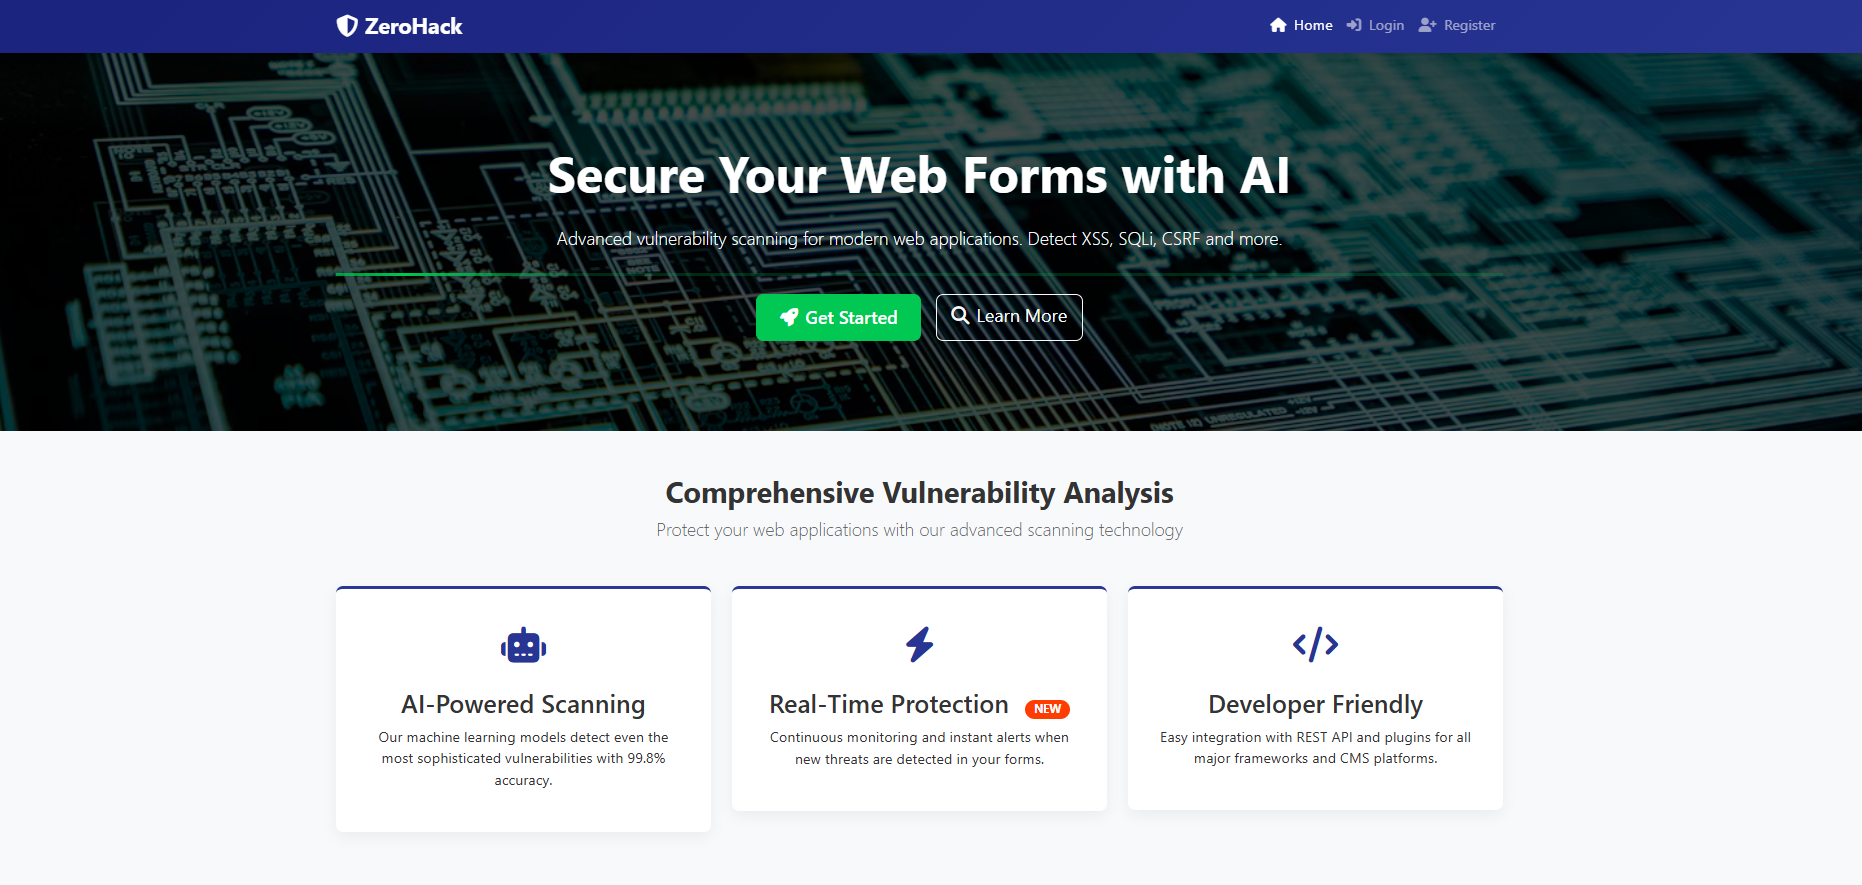 ZeroHack
Home
Login
Register
Secure Your Web Forms with AI
Advanced vulnerability scanning for modern web applications. Detect XSS, SQLi, CSRF and more.
Get Started
Learn More
Comprehensive Vulnerability Analysis
Protect your web applications with our advanced scanning technology
AI-Powered Scanning
Our machine learning models detect even the
most sophisticated vulnerabilities with 99.8%
accuracy.
Real-Time Protection NEW
Continuous monitoring and instant alerts when
new threats are detected in your forms.
Developer Friendly
Easy integration with REST API and plugins for all
major frameworks and CMS platforms.